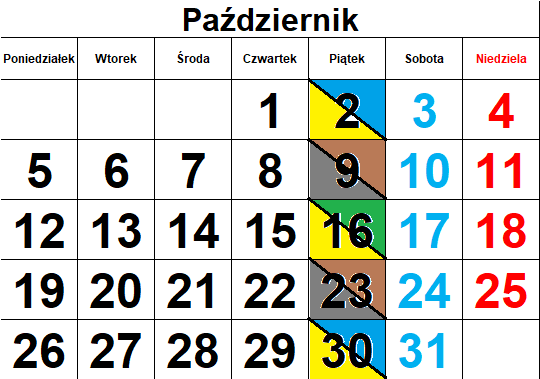 Październik
Poniedziałek Wtorek Środa Czwartek Piątek Sobota Niedziela
1 2 3 4
5 6 7 8 9 10 11
12 13 14 15 16 17 18
19 20 21 22 23 24 25
26 27 28 29 30 31